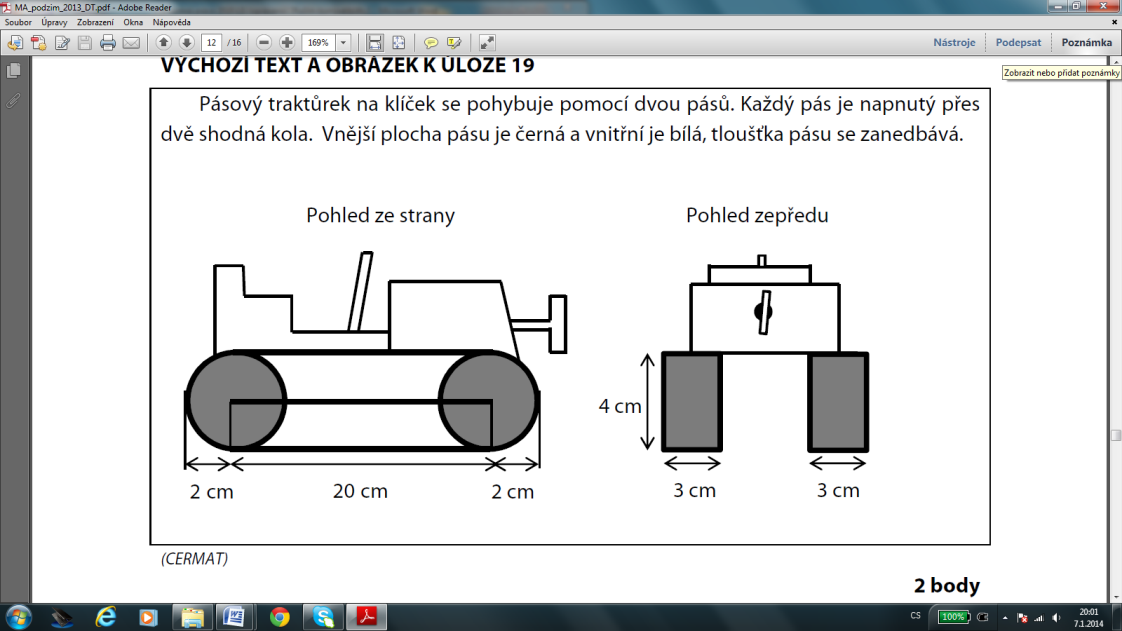 MA_podzim_2013_DT.pdf - Adobe Reader
Soubor Úpravy Zobrazení Okna Nápověda
12 / 16 169% Nástroje Podepsat Poznámka
Zobrazit nebo přidat poznámky
VÝCHOZÍ TEXT A OBRÁZEK K ÚLOZE 19
Pásový traktůrek na klíček se pohybuje pomocí dvou pásů. Každý pás je napnutý přes
dvě shodná kola. Vnější plocha pásu je černá a vnitřní je bílá, tloušťka pásu se zanedbává.
Pohled ze strany Pohled zepředu
4 cm
2 cm 20 cm 2 cm 3 cm 3 cm
(CERMAT)
2 body
CS 100% 20:01
7.1.2014